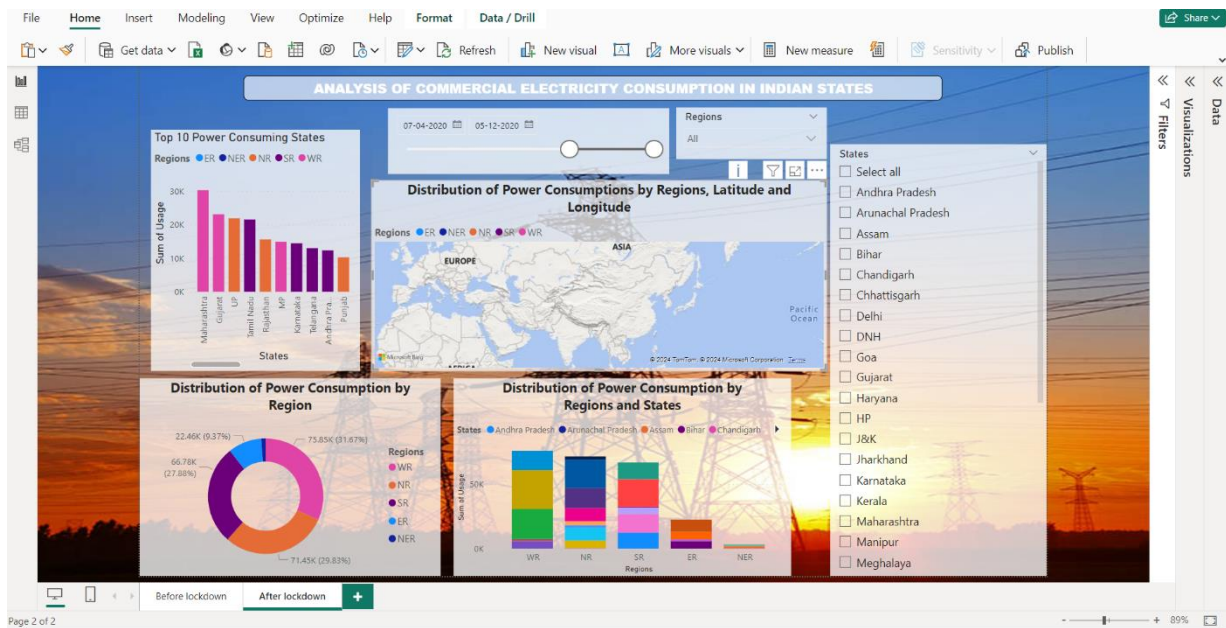 File Home Insert Modeling View Optimize Help Format Data / Drill
Share
Get data
Refresh
New visual
More visuals
New measure
Sensitivity
Publish
ANALYSIS OF COMMERCIAL ELECTRICITY CONSUMPTION IN INDIAN STATES
Top 10 Power Consuming States
Regions ER NER NR SR WR
Sum of Usage
30K
20K
10K
0K
Maharashtra
Gujarat
UP
Tamil Nadu
Rajasthan
MP
Karnataka
Telangana
Andhra Pra...
Punjab
States
07-04-2020 05-12-2020
Regions
All
Distribution of Power Consumptions by Regions, Latitude and
Longitude
Regions ER NER NR SR WR
ASIA
EUROPE
Pacific
Ocean
AFRICA
Microsoft Bing
© 2024 TomTom, © 2024 Microsoft Corporation Terms
States
Select all
Andhra Pradesh
Arunachal Pradesh
Assam
Bihar
Chandigarh
Chhattisgarh
Delhi
DNH
Goa
Gujarat
Haryana
HP
J&K
Jharkhand
Karnataka
Kerala
Maharashtra
Manipur
Meghalaya
Filters
Visualizations
Data
Distribution of Power Consumption by
Region
22.46K (9.37%)
75.85K (31.67%)
66.78K
(27.88%)
71.45K (29.83%)
Regions
WR
NR
SR
ER
NER
Distribution of Power Consumption by
Regions and States
States Andhra Pradesh Arunachal Pradesh Assam Bihar Chandigarh
Sum of Usage
50K
0K
WR NR SR ER NER
Regions
Before lockdown After lockdown
Page 2 of 2
89%